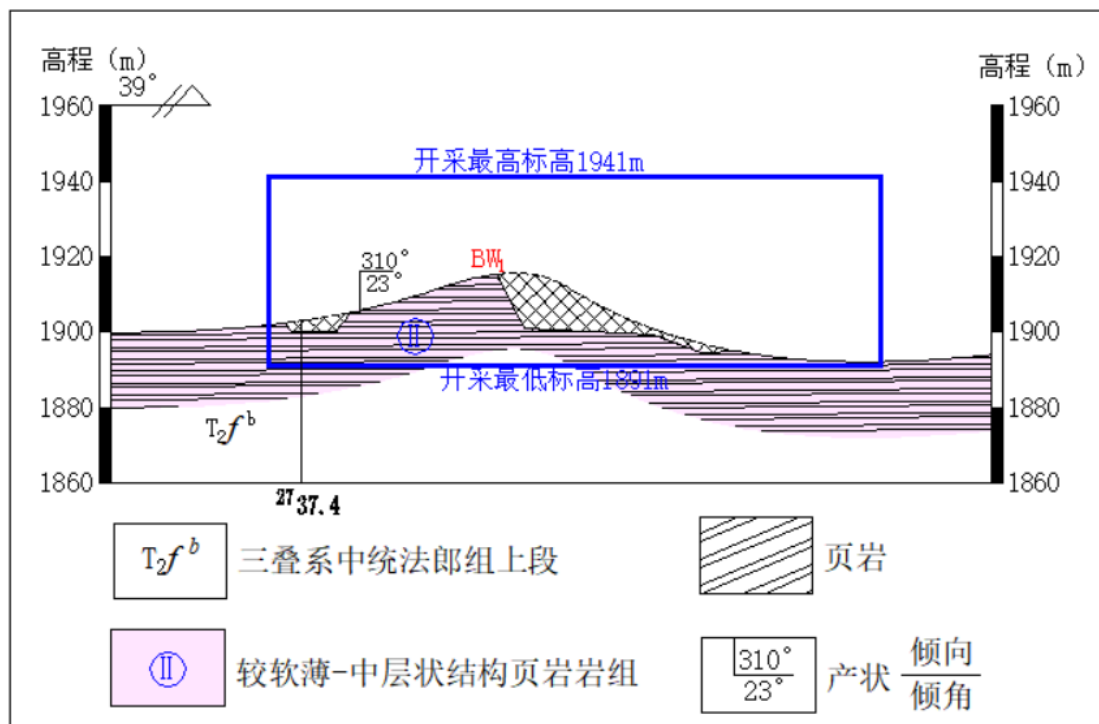 高程（m）
高程（m）
39°
1960
1960
开采最高标高1941m
1940
1940
1920
1920
BW1
310°
23°
1900
1900
Ⅱ
开采最低标高1891m
1880
1880
T₂fᵇ
1860
1860
²⁷37.4
T₂fᵇ 三叠系中统法郎组上段
页岩
Ⅱ 较软薄-中层状结构页岩岩组
310°
23°
产状 倾向
倾角